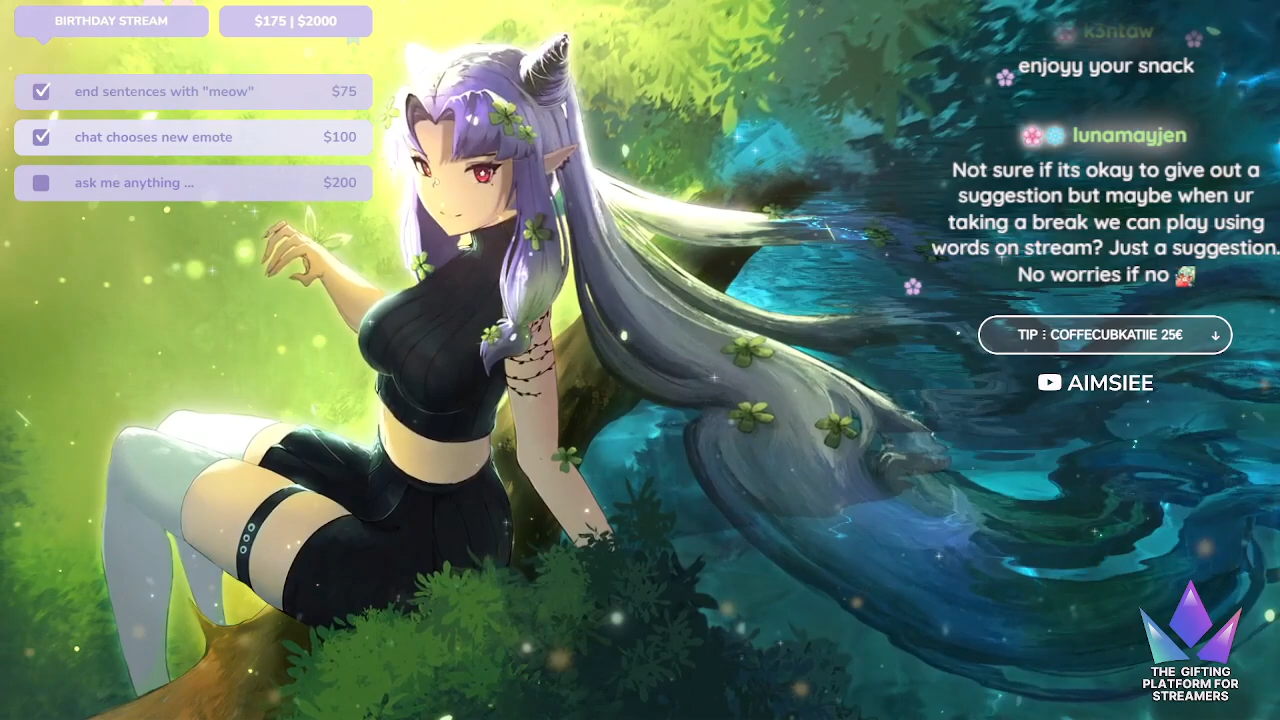 BIRTHDAY STREAM
$175 | $2000
end sentences with "meow" $75
chat chooses new emote $100
ask me anything ... $200
k3ntaw
enjoyy your snack
lunamayjen
Not sure if its okay to give out a
suggestion but maybe when ur
taking a break we can play using
words on stream? Just a suggestion.
No worries if no
TIP : COFFECUBKATIIE 25€ ↓
AIMSIEE
THE GIFTING
PLATFORM FOR
STREAMERS